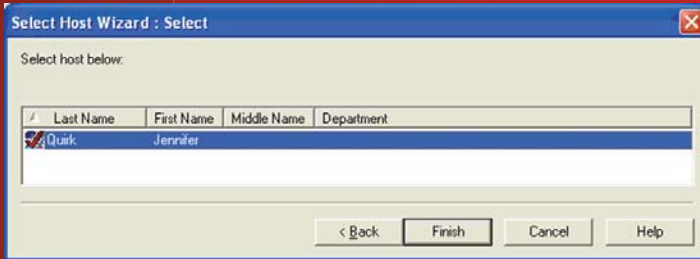 Select Host Wizard : Select
Select host below:
Last Name First Name Middle Name Department
Quirk Jennifer
< Back Finish Cancel Help